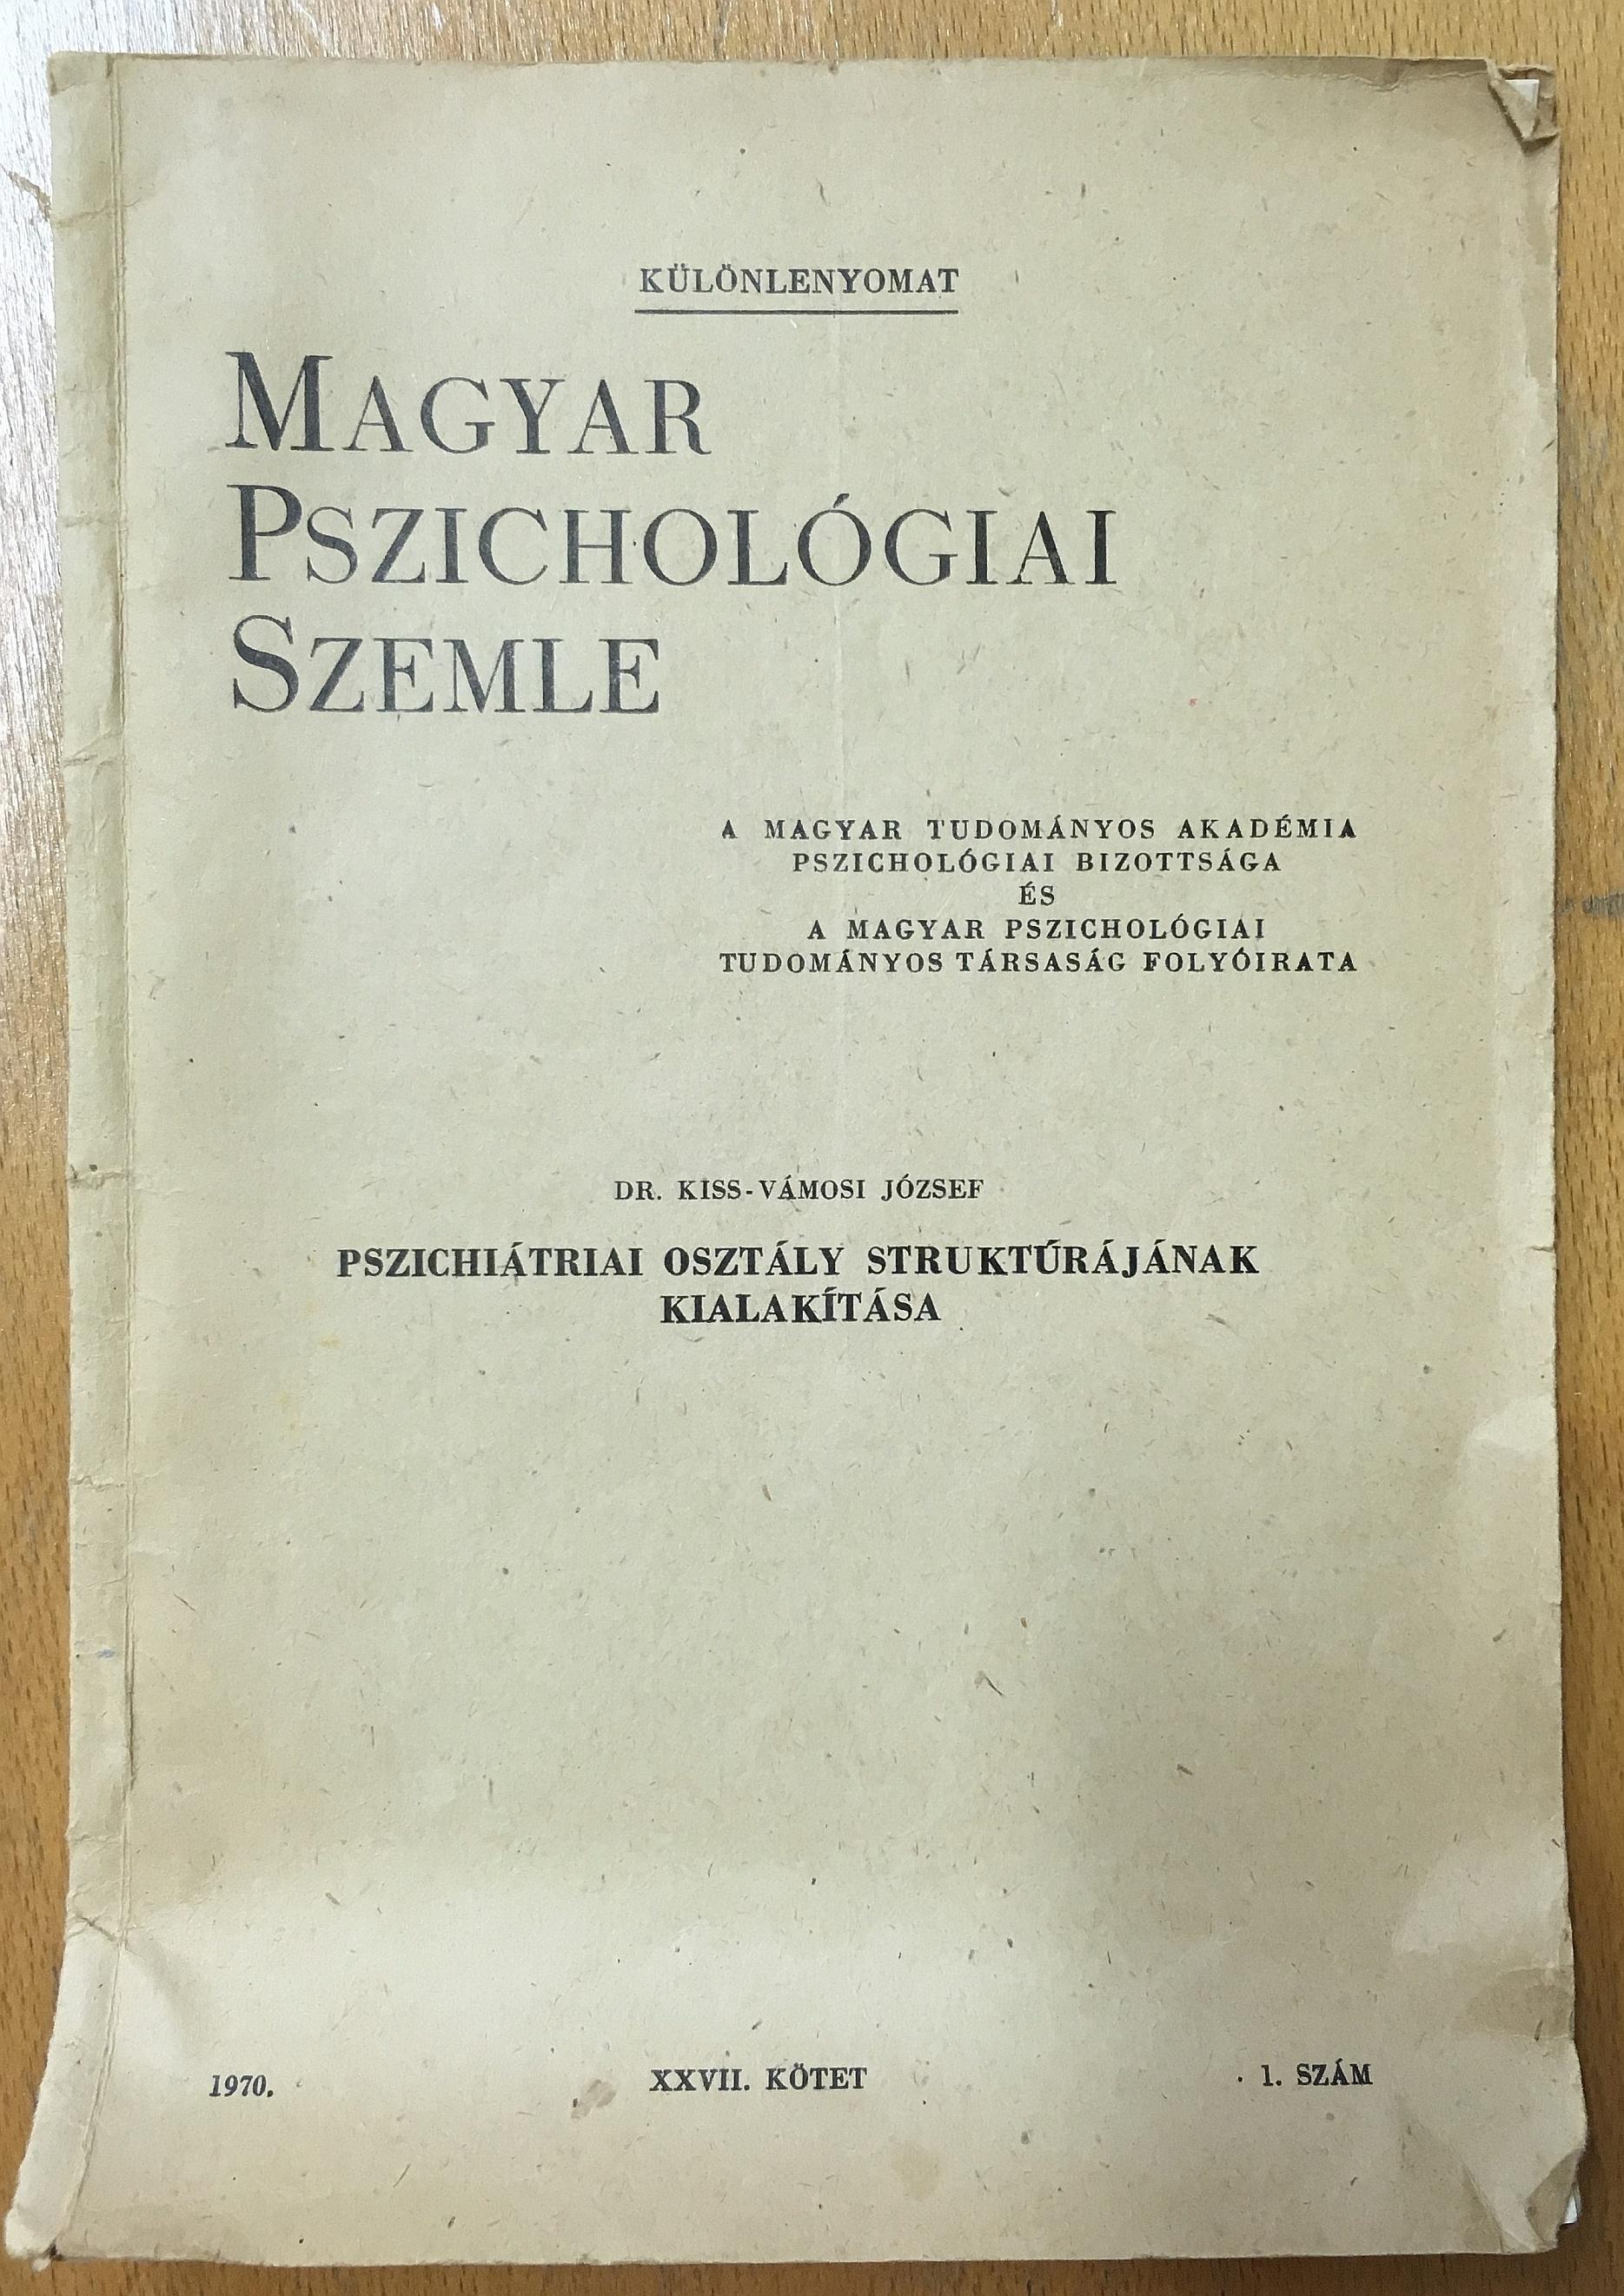 KÜLÖNLENYOMAT
MAGYAR
PSZICHOLÓGIAI
SZEMLE
A MAGYAR TUDOMÁNYOS AKADÉMIA
PSZICHOLÓGIAI BIZOTTSÁGA
ÉS
A MAGYAR PSZICHOLÓGIAI
TUDOMÁNYOS TÁRSASÁG FOLYÓIRATA
DR. KISS-VÁMOSI JÓZSEF
PSZICHIÁTRIAI OSZTÁLY STRUKTÚRÁJÁNAK
KIALAKÍTÁSA
1970. XXVII. KÖTET 1. SZÁM